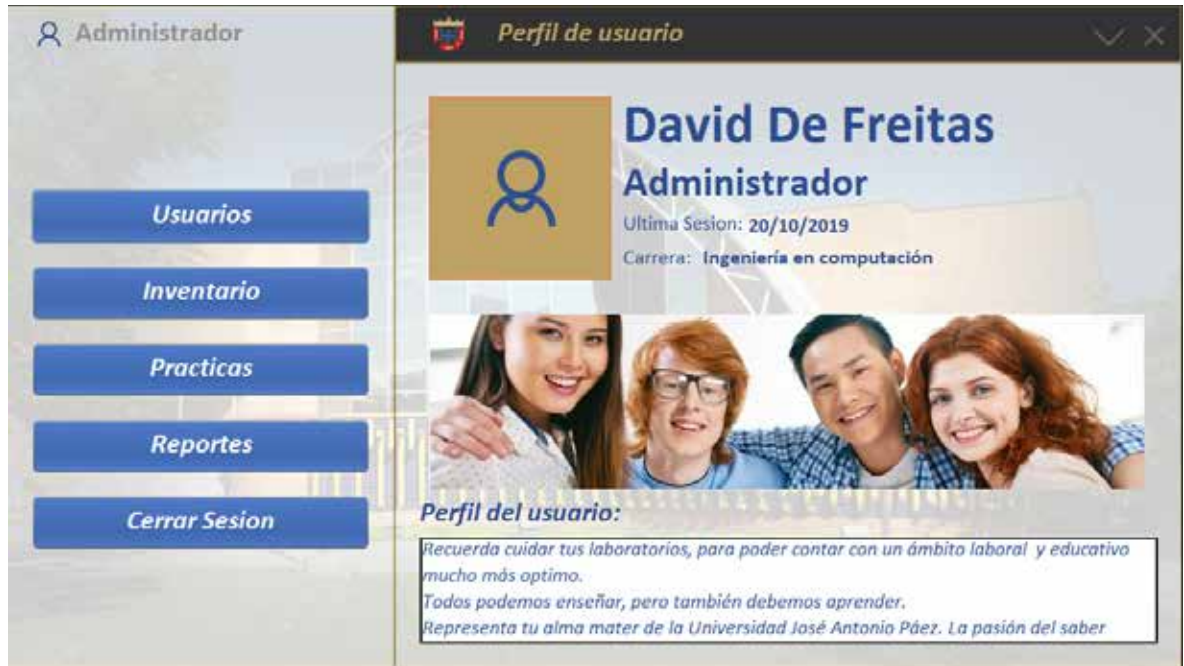 Administrador
Usuarios
Inventario
Practicas
Reportes
Cerrar Sesion
Perfil de usuario
David De Freitas
Administrador
Ultima Sesion: 20/10/2019
Carrera: Ingeniería en computación
Perfil del usuario:
Recuerda cuidar tus laboratorios, para poder contar con un ámbito laboral y educativo
mucho más optimo.
Todos podemos enseñar, pero también debemos aprender.
Representa tu alma mater de la Universidad José Antonio Páez. La pasión del saber